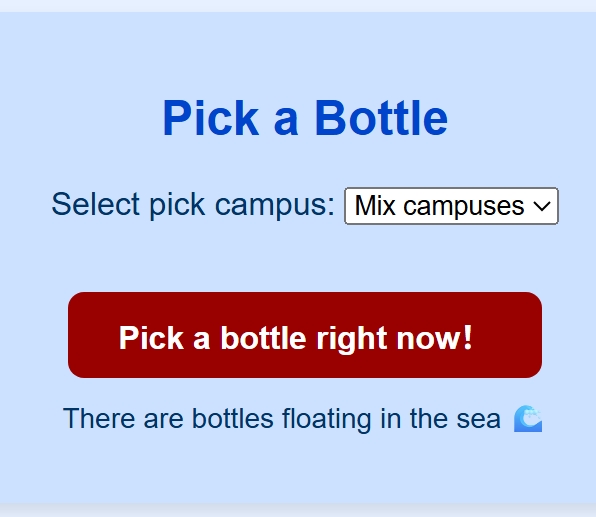 Pick a Bottle
Select pick campus: Mix campuses
Pick a bottle right now！
There are bottles floating in the sea 🌊